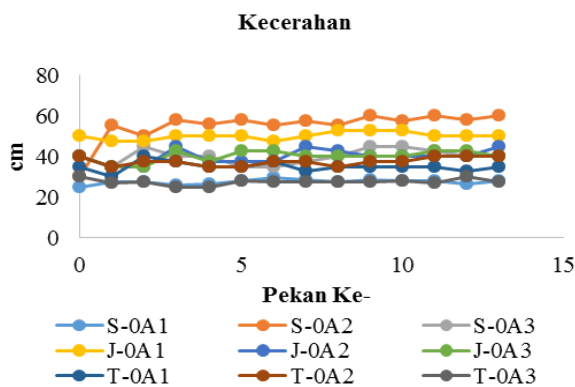 Kecerahan
80
60
40
20
0
cm
0 5 10 15
Pekan Ke-
S-0A1 S-0A2 S-0A3
J-0A1 J-0A2 J-0A3
T-0A1 T-0A2 T-0A3